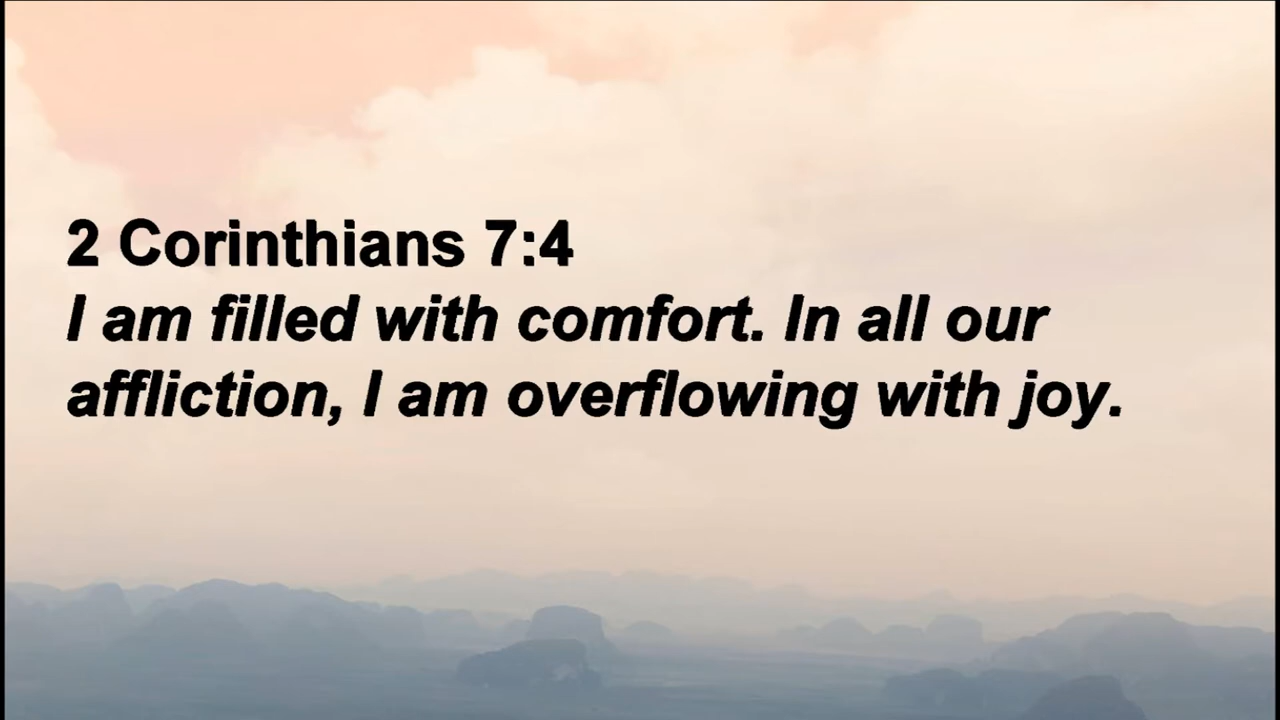 2 Corinthians 7:4
I am filled with comfort. In all our
affliction, I am overflowing with joy.